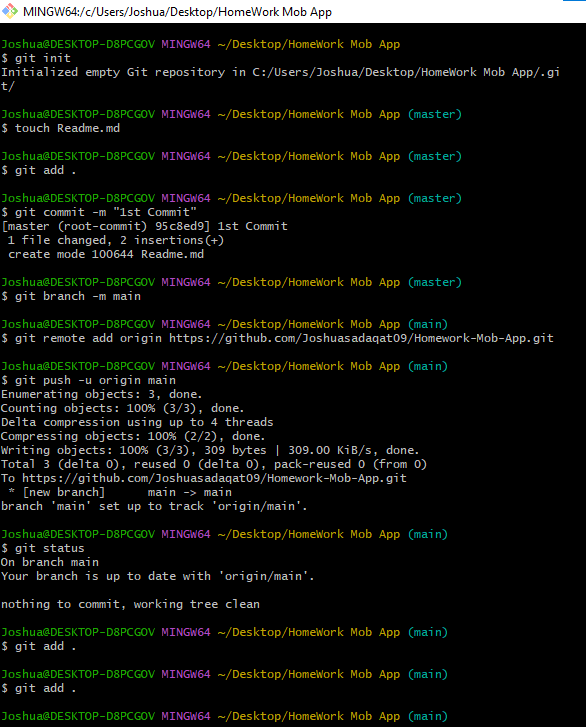 MINGW64:/c/Users/Joshua/Desktop/HomeWork Mob App
Joshua@DESKTOP-D8PCGOV MINGW64 ~/Desktop/HomeWork Mob App
$ git init
Initialized empty Git repository in C:/Users/Joshua/Desktop/HomeWork Mob App/.gi
t/
Joshua@DESKTOP-D8PCGOV MINGW64 ~/Desktop/HomeWork Mob App (master)
$ touch Readme.md
Joshua@DESKTOP-D8PCGOV MINGW64 ~/Desktop/HomeWork Mob App (master)
$ git add .
Joshua@DESKTOP-D8PCGOV MINGW64 ~/Desktop/HomeWork Mob App (master)
$ git commit -m "1st Commit"
[master (root-commit) 95c8ed9] 1st Commit
1 file changed, 2 insertions(+)
create mode 100644 Readme.md
Joshua@DESKTOP-D8PCGOV MINGW64 ~/Desktop/HomeWork Mob App (master)
$ git branch -m main
Joshua@DESKTOP-D8PCGOV MINGW64 ~/Desktop/HomeWork Mob App (main)
$ git remote add origin https://github.com/Joshuasadaqat09/Homework-Mob-App.git
Joshua@DESKTOP-D8PCGOV MINGW64 ~/Desktop/HomeWork Mob App (main)
$ git push -u origin main
Enumerating objects: 3, done.
Counting objects: 100% (3/3), done.
Delta compression using up to 4 threads
Compressing objects: 100% (2/2), done.
Writing objects: 100% (3/3), 309 bytes | 309.00 KiB/s, done.
Total 3 (delta 0), reused 0 (delta 0), pack-reused 0 (from 0)
To https://github.com/Joshuasadaqat09/Homework-Mob-App.git
* [new branch]      main -> main
branch 'main' set up to track 'origin/main'.
Joshua@DESKTOP-D8PCGOV MINGW64 ~/Desktop/HomeWork Mob App (main)
$ git status
On branch main
Your branch is up to date with 'origin/main'.
nothing to commit, working tree clean
Joshua@DESKTOP-D8PCGOV MINGW64 ~/Desktop/HomeWork Mob App (main)
$ git add .
Joshua@DESKTOP-D8PCGOV MINGW64 ~/Desktop/HomeWork Mob App (main)
$ git add .
Joshua@DESKTOP-D8PCGOV MINGW64 ~/Desktop/HomeWork Mob App (main)